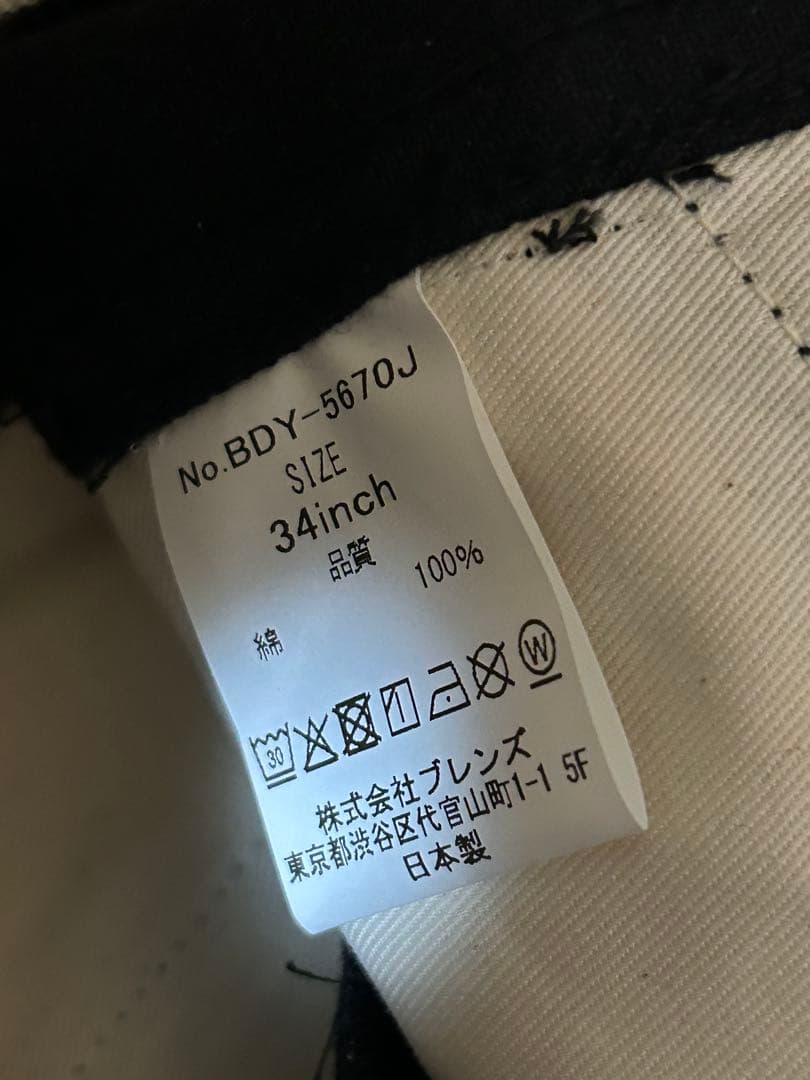 No.BDY-5670J
SIZE
34inch
品質
綿 100%
30 W
株式会社ブレンズ
東京都渋谷区代官山町1-1 5F
日本製